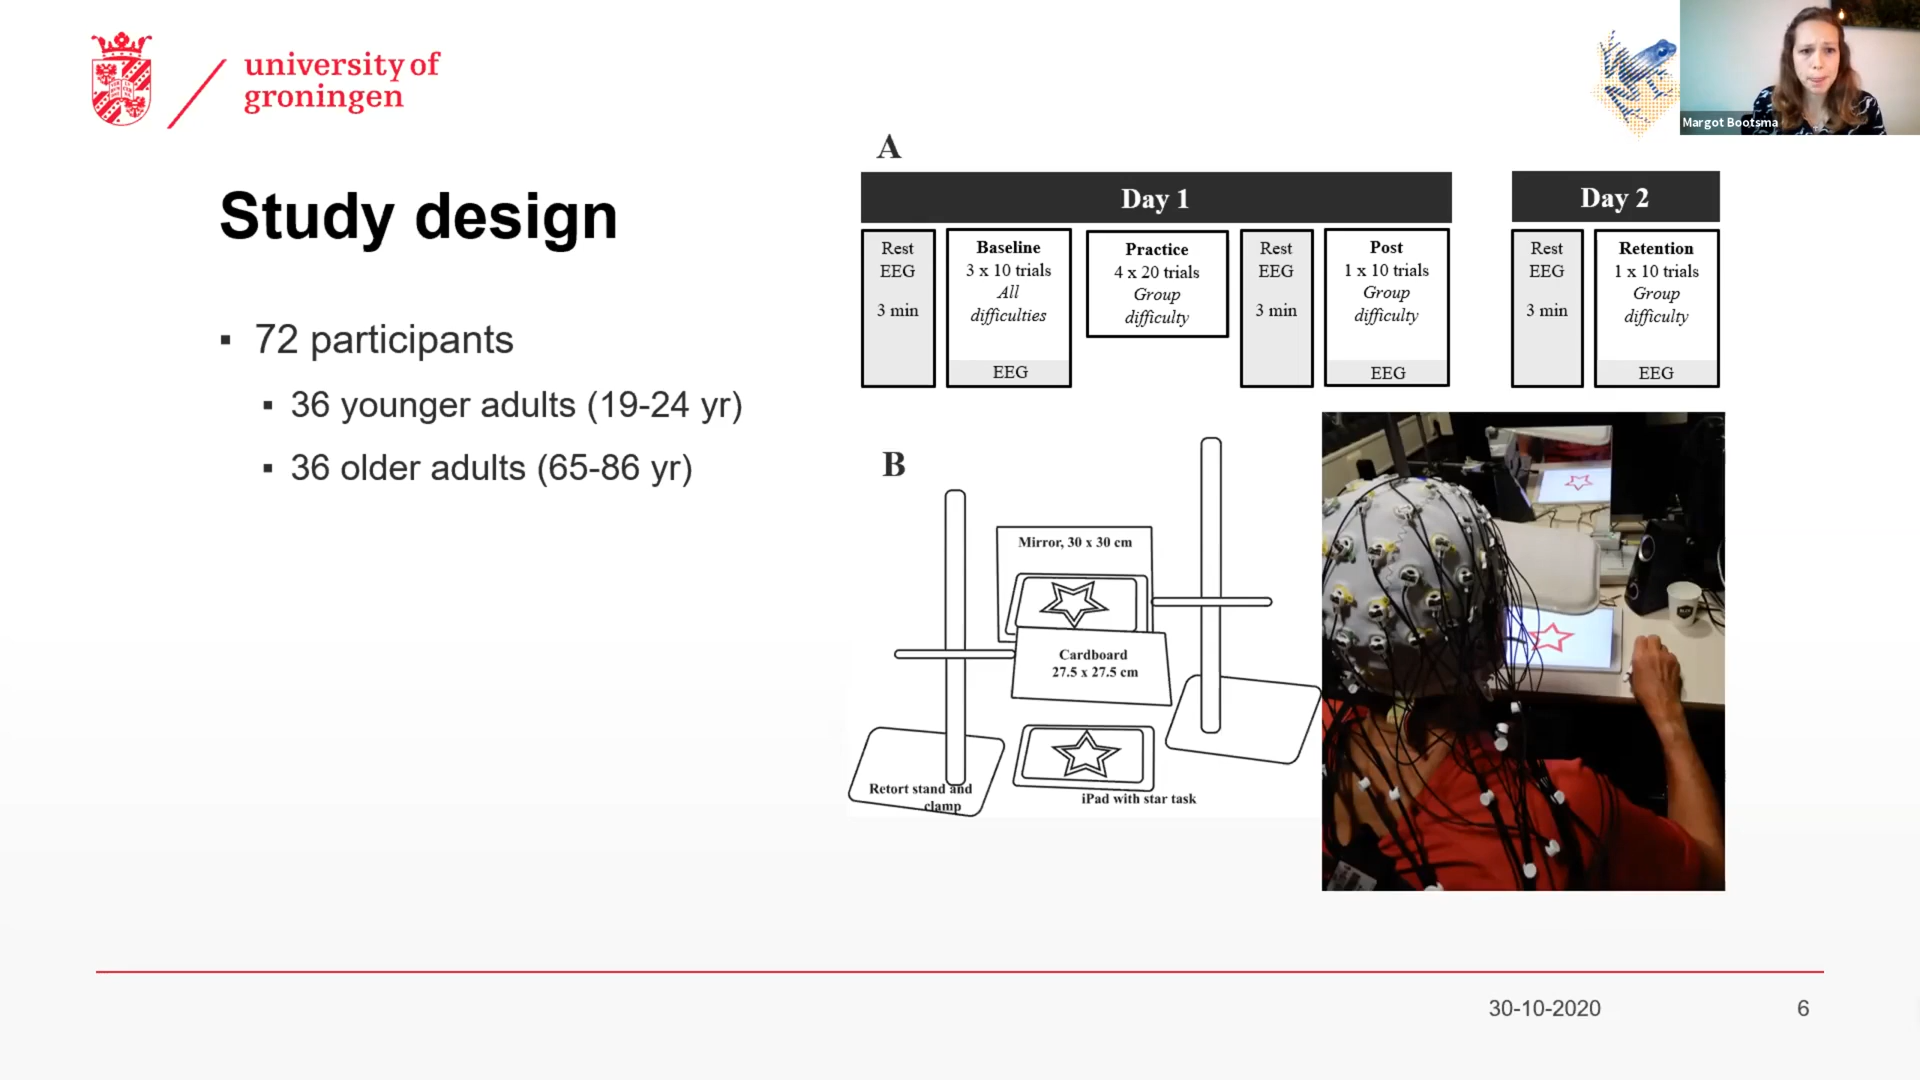 university of
groningen
Margot Bootsma
Study design
72 participants
36 younger adults (19-24 yr)
36 older adults (65-86 yr)
A
Day 1
Day 2
Rest
EEG
3 min
Baseline
3 x 10 trials
All
difficulties
EEG
Practice
4 x 20 trials
Group
difficulty
Rest
EEG
3 min
Post
1 x 10 trials
Group
difficulty
EEG
Rest
EEG
3 min
Retention
1 x 10 trials
Group
difficulty
EEG
B
Mirror, 30 x 30 cm
Cardboard
27.5 x 27.5 cm
Retort stand and
clamp
iPad with star task
30-10-2020
6